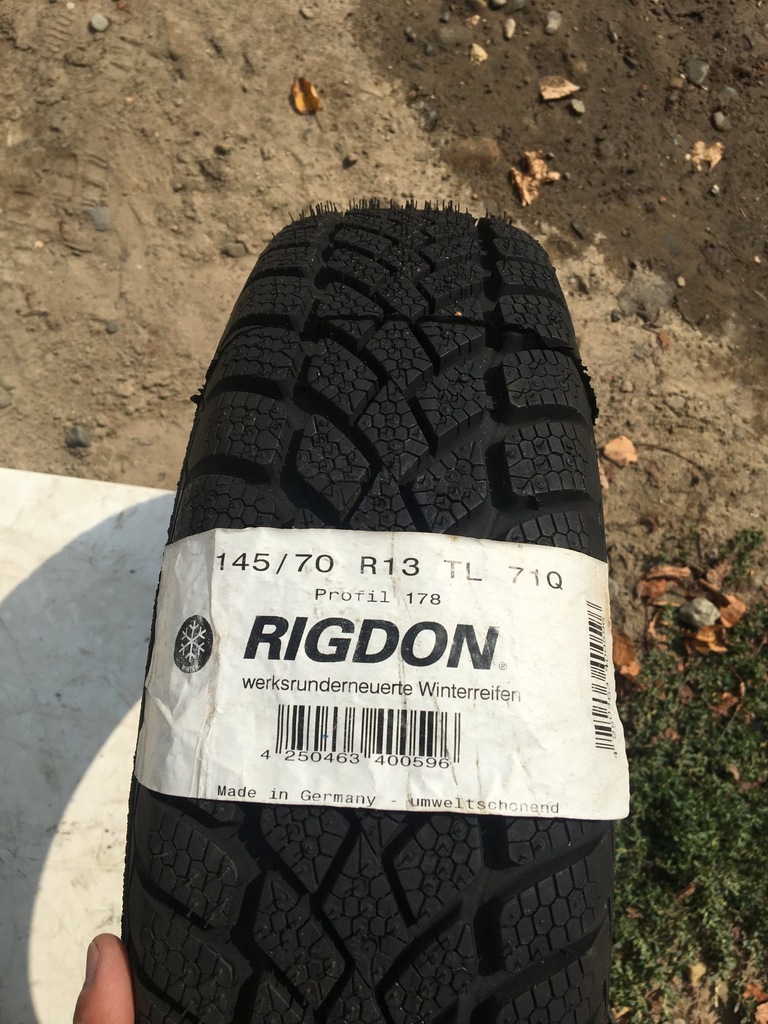 145/70 R13 TL 71Q
Profil 178
RIGDON®
werksrunderneuerte Winterreifen
4 250463 400596
Made in Germany - umweltschonend